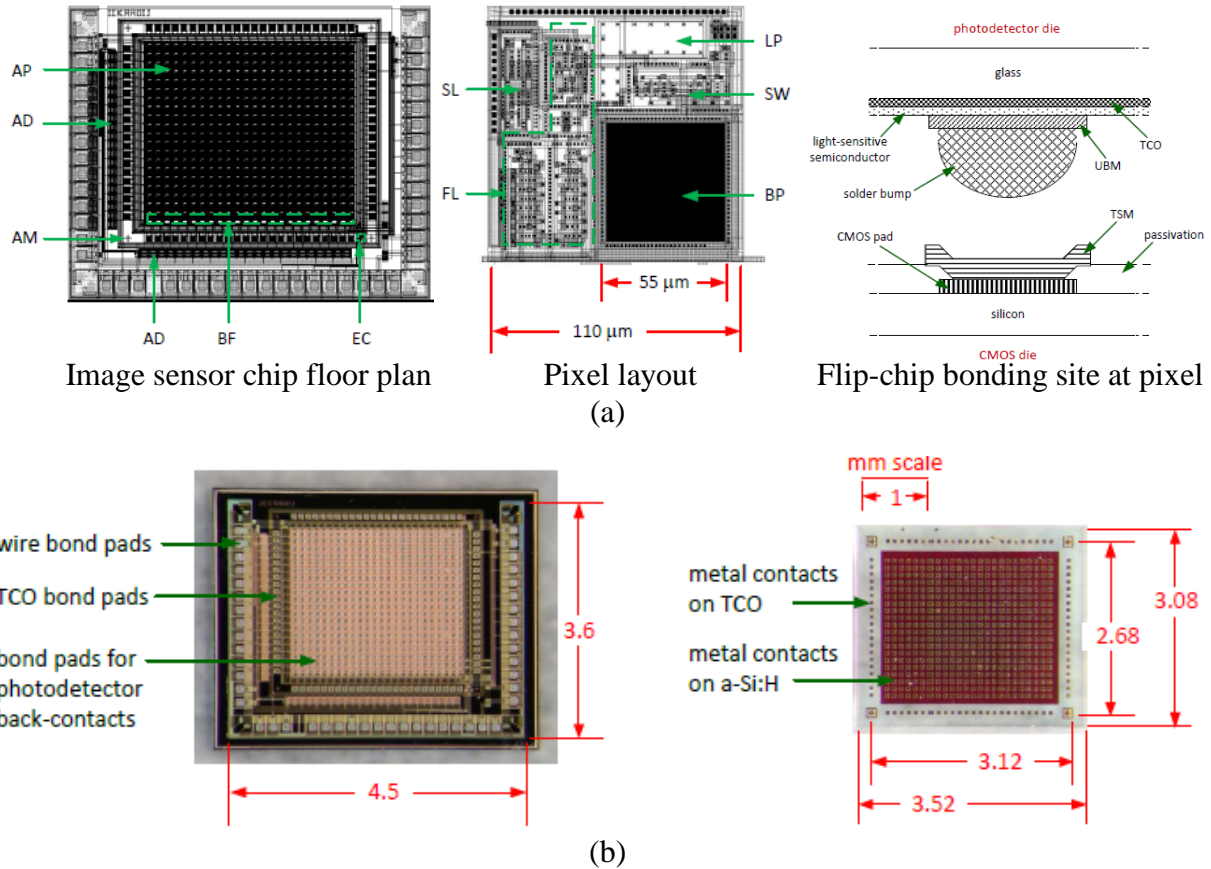 AP
AD
AM
AD
BF
EC
SL
FL
LP
SW
BP
55 μm
110 μm
photodetector die
glass
light-sensitive
semiconductor
TCO
UBM
solder bump
TSM
CMOS pad
passivation
silicon
CMOS die
Image sensor chip floor plan
Pixel layout
Flip-chip bonding site at pixel
(a)
wire bond pads
TCO bond pads
bond pads for
photodetector
back-contacts
3.6
4.5
mm scale
1
metal contacts
on TCO
metal contacts
on a-Si:H
2.68
3.08
3.12
3.52
(b)